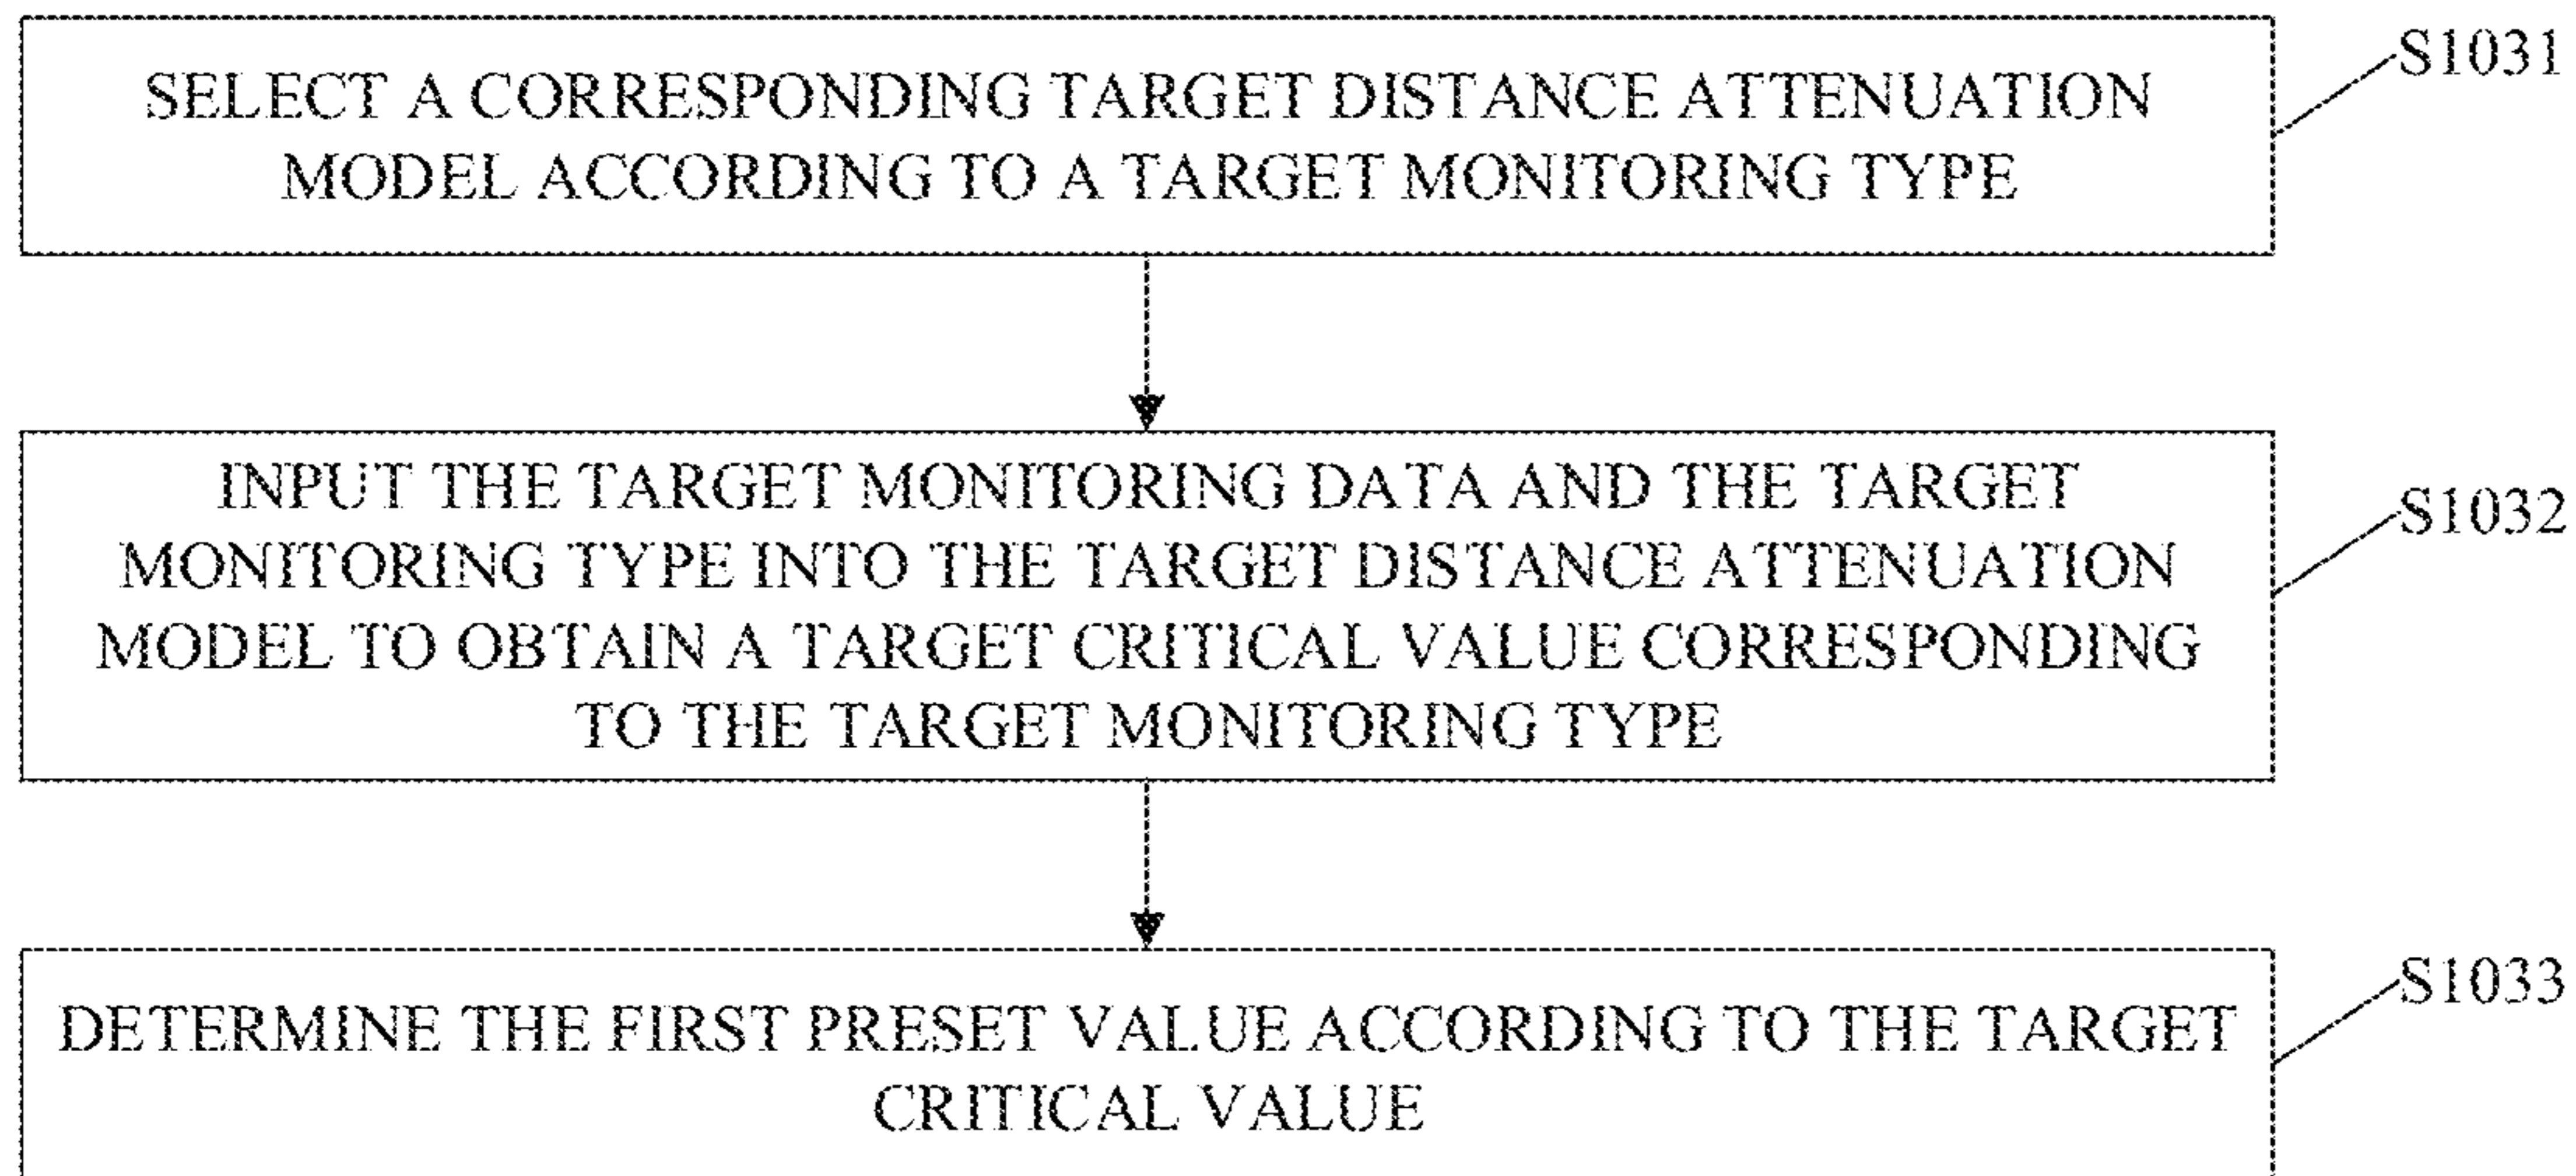 SELECT A CORRESPONDING TARGET DISTANCE ATTENUATION
MODEL ACCORDING TO A TARGET MONITORING TYPE
S1031
INPUT THE TARGET MONITORING DATA AND THE TARGET
MONITORING TYPE INTO THE TARGET DISTANCE ATTENUATION
MODEL TO OBTAIN A TARGET CRITICAL VALUE CORRESPONDING
TO THE TARGET MONITORING TYPE
S1032
DETERMINE THE FIRST PRESET VALUE ACCORDING TO THE TARGET
CRITICAL VALUE
S1033